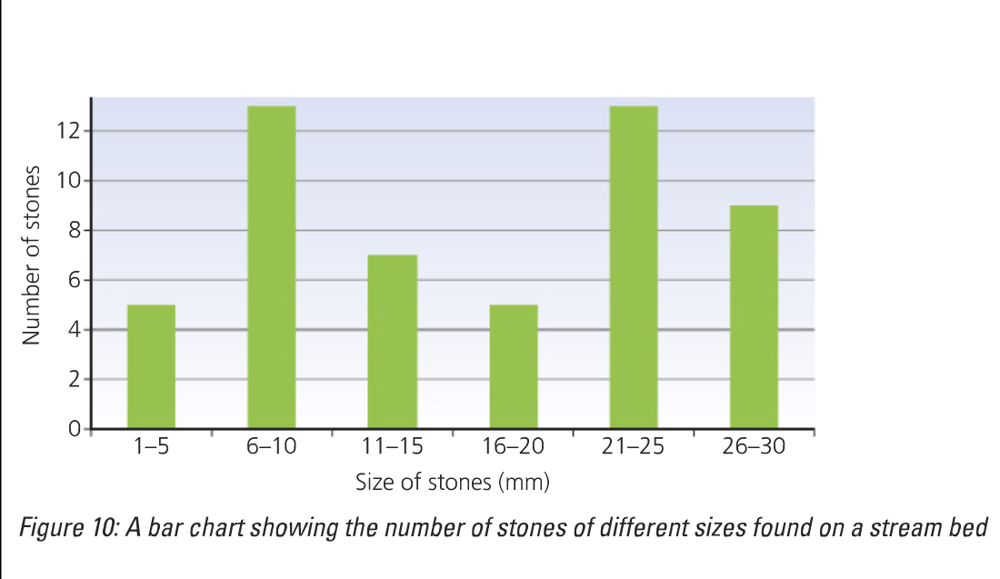 Number of stones
12
10
8
6
4
2
0
1–5 6–10 11–15 16–20 21–25 26–30
Size of stones (mm)
Figure 10: A bar chart showing the number of stones of different sizes found on a stream bed